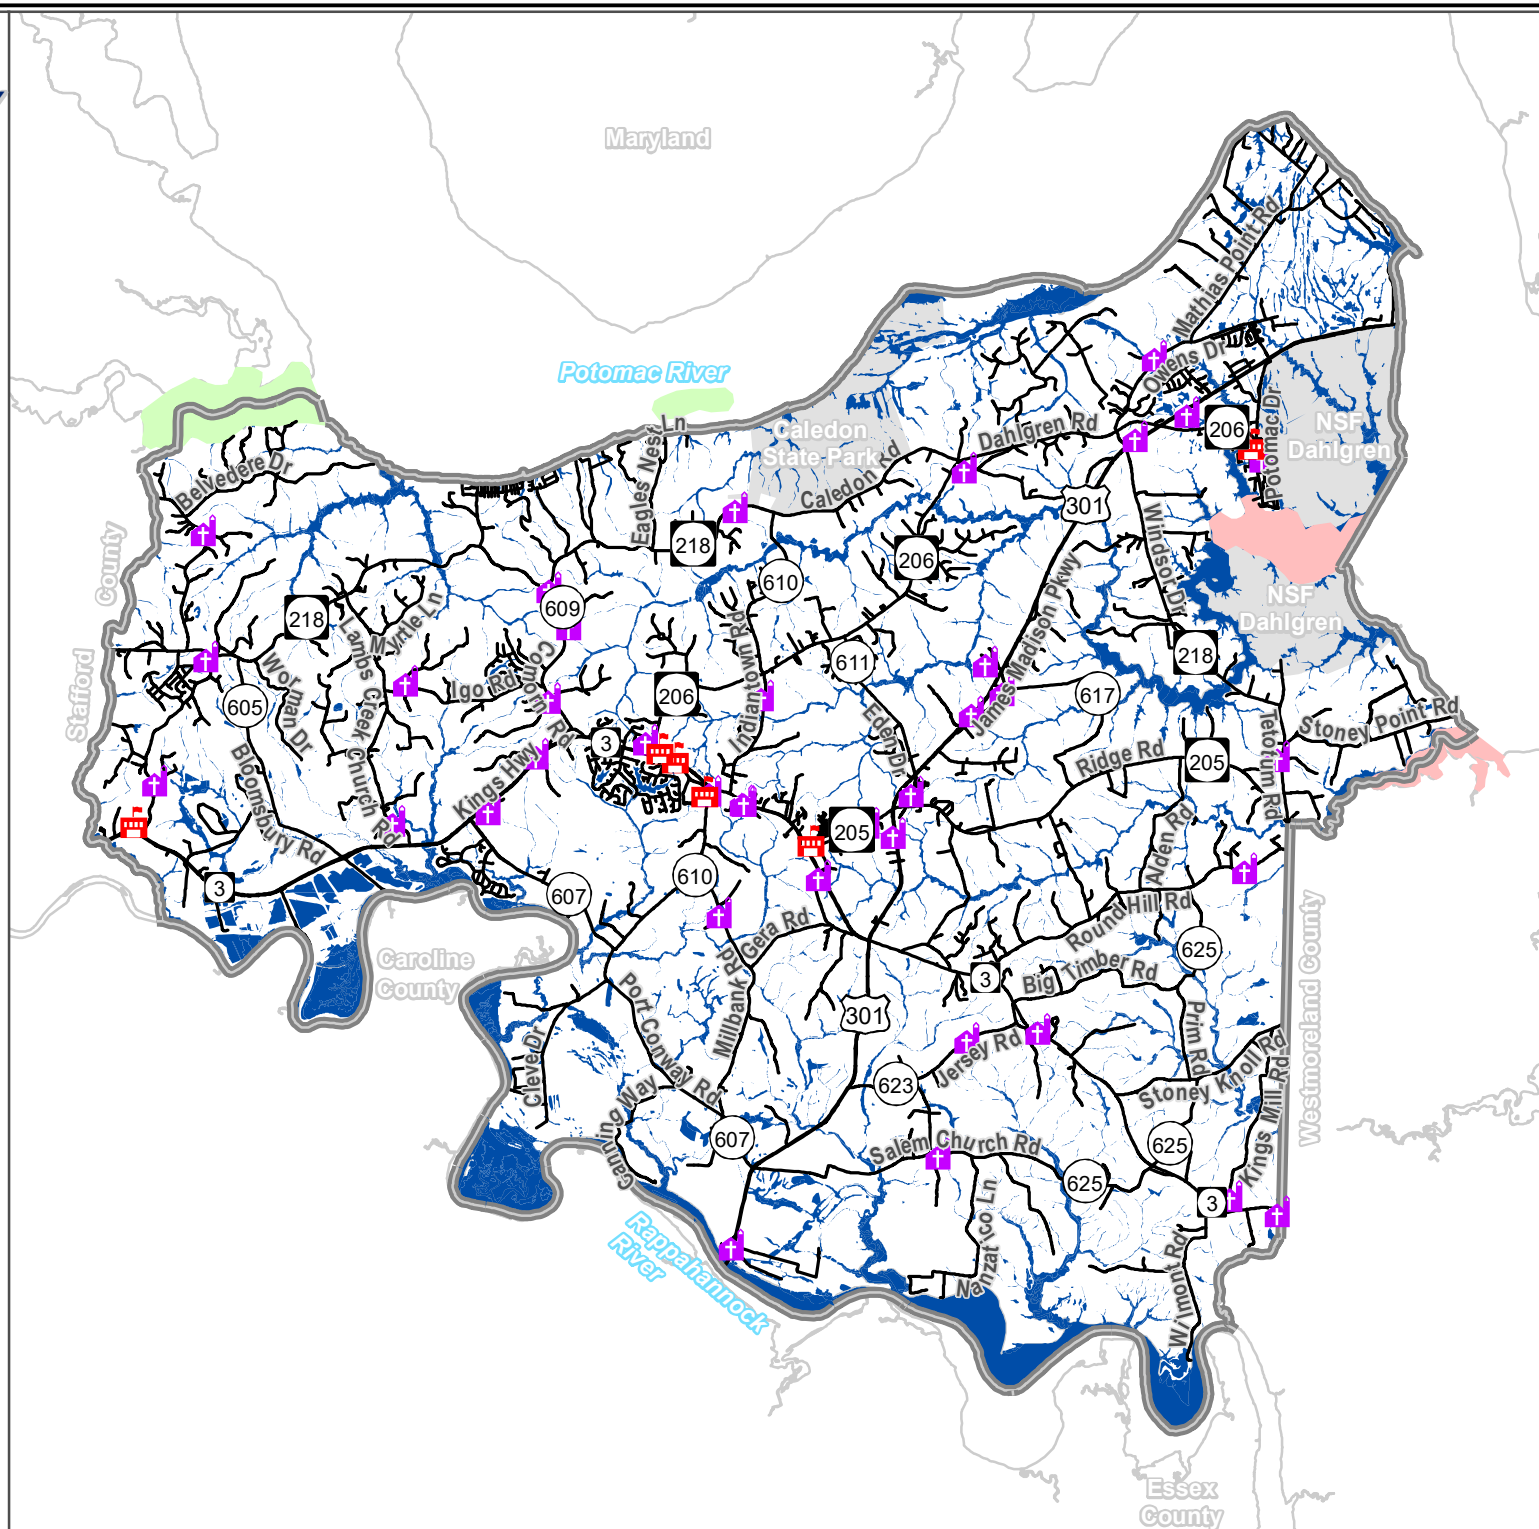 Maryland
Mathias Point Rd
Potomac River
Owens Dr
Eagles Nest Ln
Caledon
State Park
Dahlgren Rd
206
Potomac Dr
NSF
Dahlgren
Belvedere Dr
Caledon Rd
301
County
218
206
610
Windsor Dr
609
NSF
Dahlgren
218
Myrtle Ln
Lambs Creek Church Rd
Indiantown Rd
James Madison Pkwy
218
Stafford
Worman Dr
Igo Rd
Comorn Rd
206
611
617
605
Eden Dr
Stoney Point Rd
3
Ridge Rd
205
Tetotum Rd
Bloomsbury Rd
Kings Hwy
205
Alden Rd
3
607
610
Gera Rd
Round Hill Rd
625
Caroline
County
Millbank Rd
3
Big Timber Rd
Westmoreland County
Port Conway Rd
301
Prim Rd
Cleve Dr
Jersey Rd
Stoney Knoll Rd
623
Canning Way
607
Salem Church Rd
625
Kings Mill Rd
625
3
Rappahannock
River
Nanzatico Ln
Wilmont Rd
Essex
County